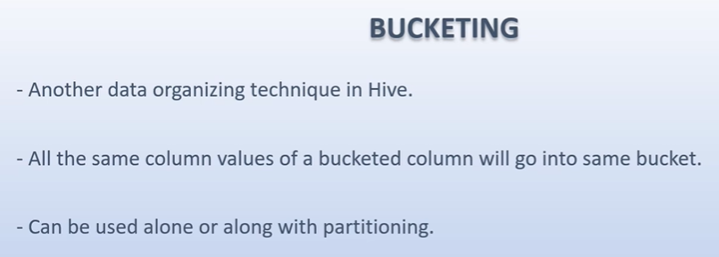 BUCKETING
- Another data organizing technique in Hive.
- All the same column values of a bucketed column will go into same bucket.
- Can be used alone or along with partitioning.